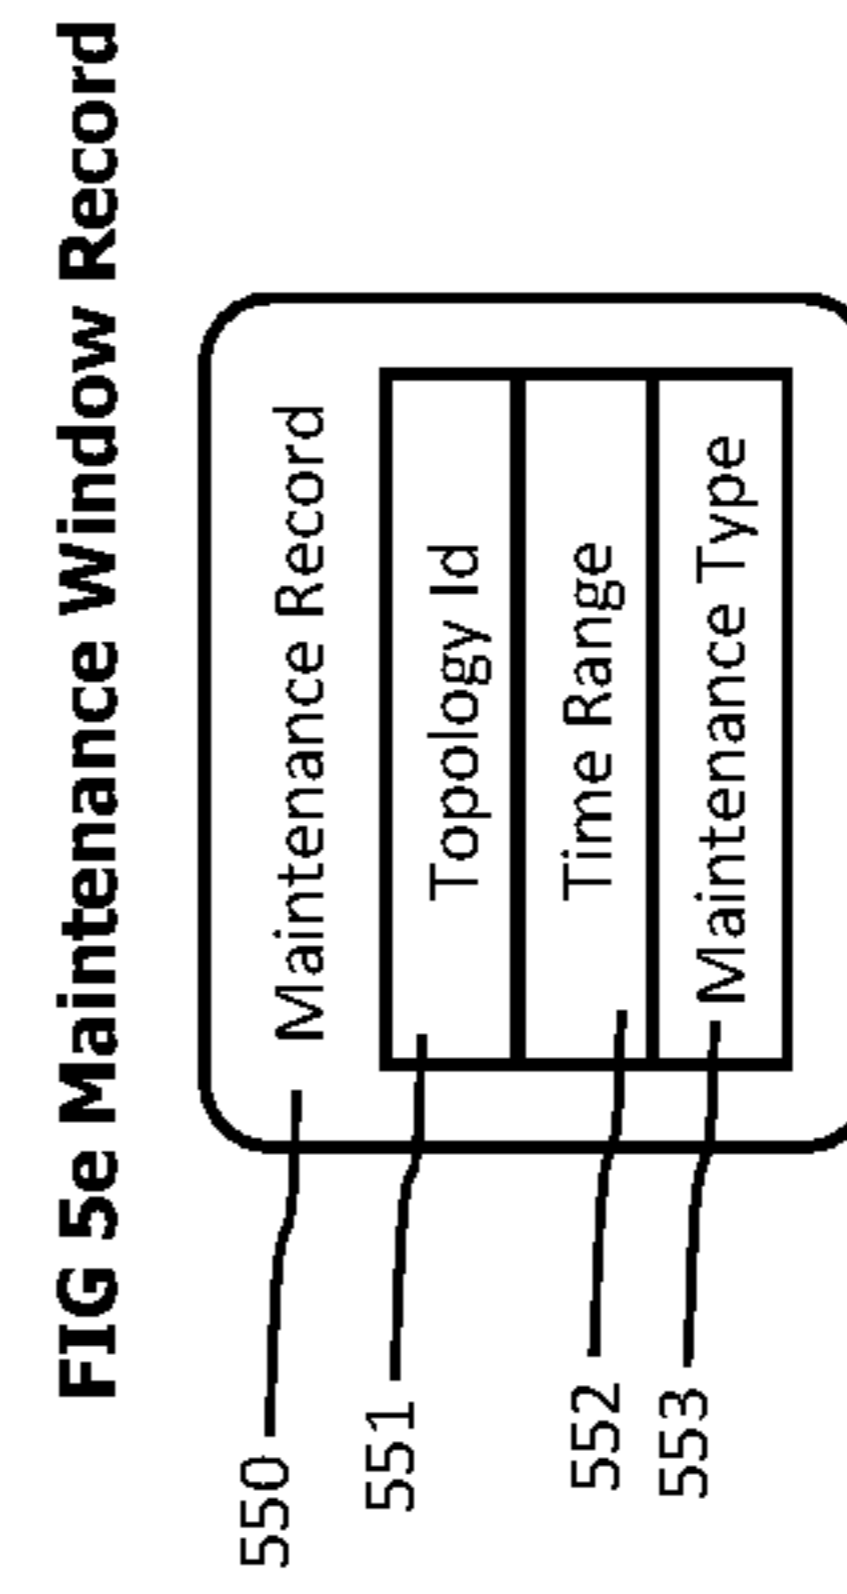 FIG 5e Maintenance Window Record
550
Maintenance Record
551
Topology Id
552
Time Range
553
Maintenance Type